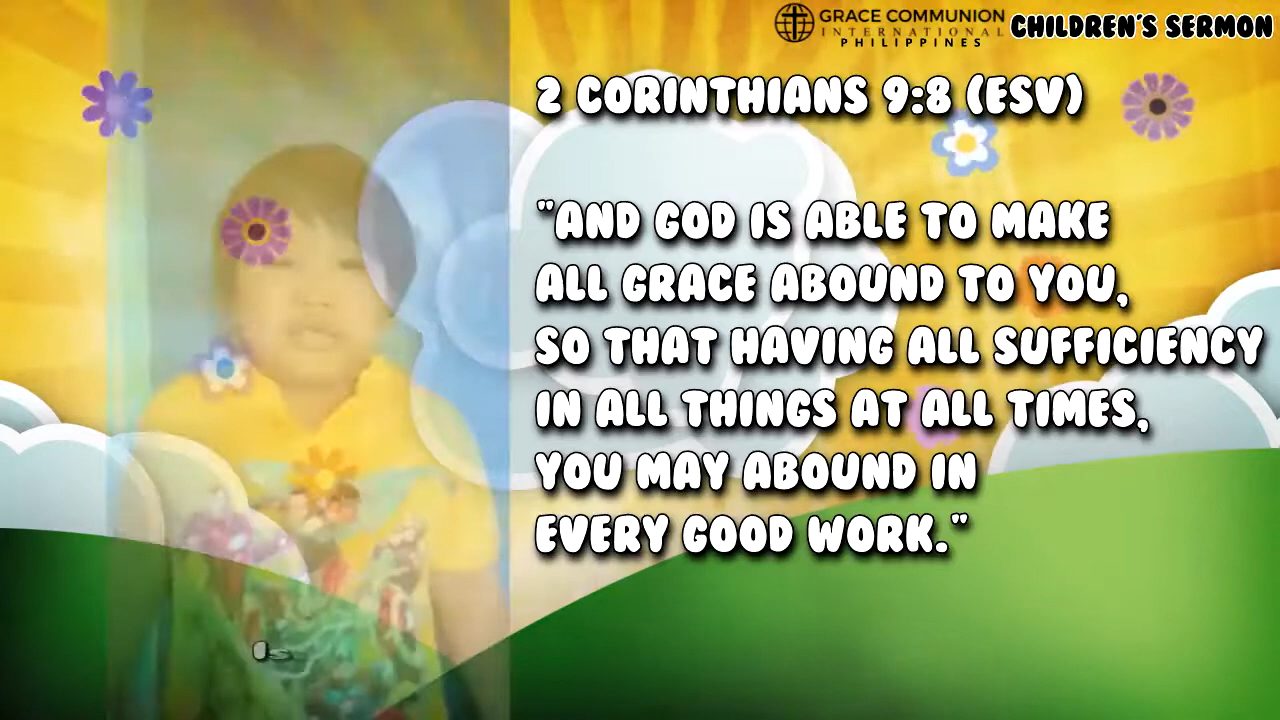 GRACE COMMUNION
INTERNATIONAL
PHILIPPINES
CHILDREN'S SERMON
2 CORINTHIANS 9:8 (ESV)
"AND GOD IS ABLE TO MAKE
ALL GRACE ABOUND TO YOU,
SO THAT HAVING ALL SUFFICIENCY
IN ALL THINGS AT ALL TIMES,
YOU MAY ABOUND IN
EVERY GOOD WORK."